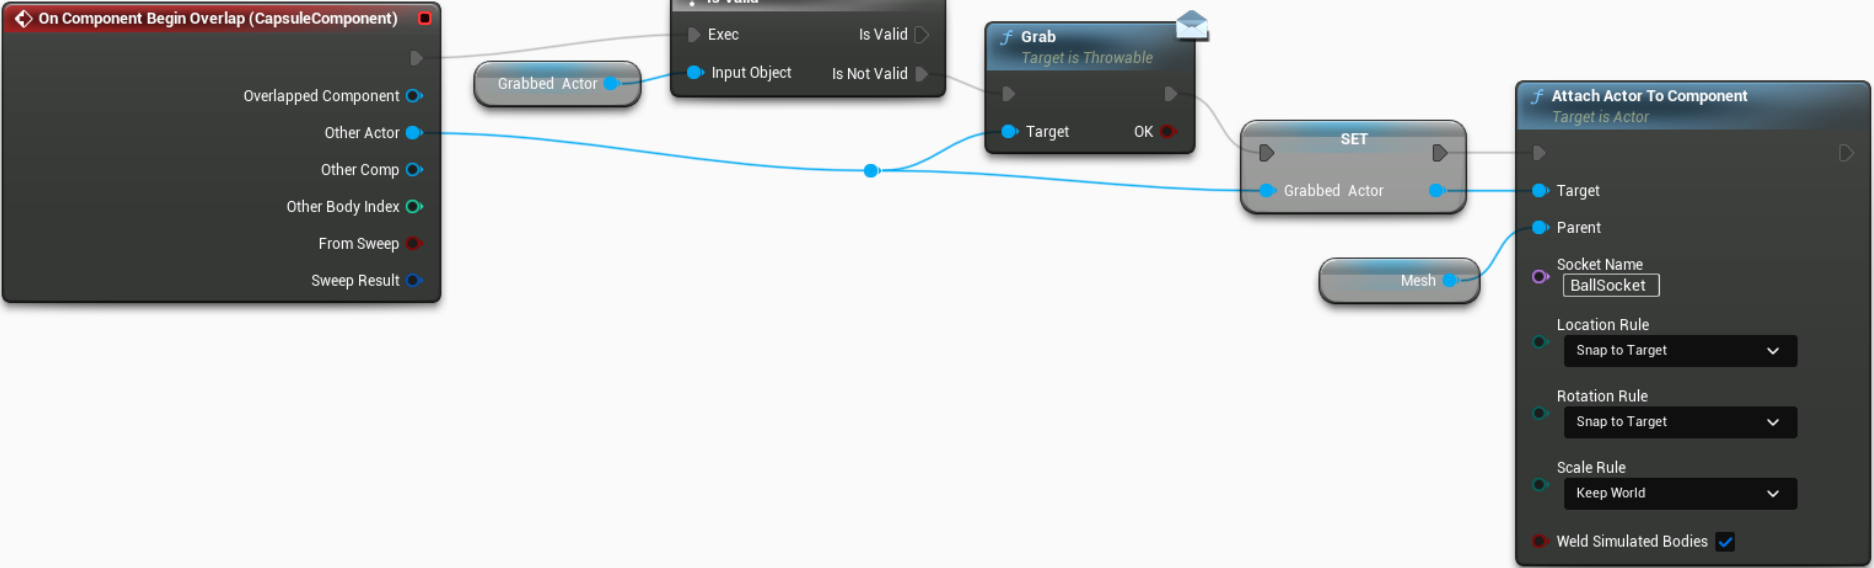 On Component Begin Overlap (CapsuleComponent)
Overlapped Component
Other Actor
Other Comp
Other Body Index
From Sweep
Sweep Result
Grabbed Actor
Is Valid
Exec
Is Valid
Input Object
Is Not Valid
Grab
Target is Throwable
Target
OK
SET
Grabbed Actor
Mesh
Attach Actor To Component
Target is Actor
Target
Parent
Socket Name
BallSocket
Location Rule
Snap to Target
Rotation Rule
Snap to Target
Scale Rule
Keep World
Weld Simulated Bodies